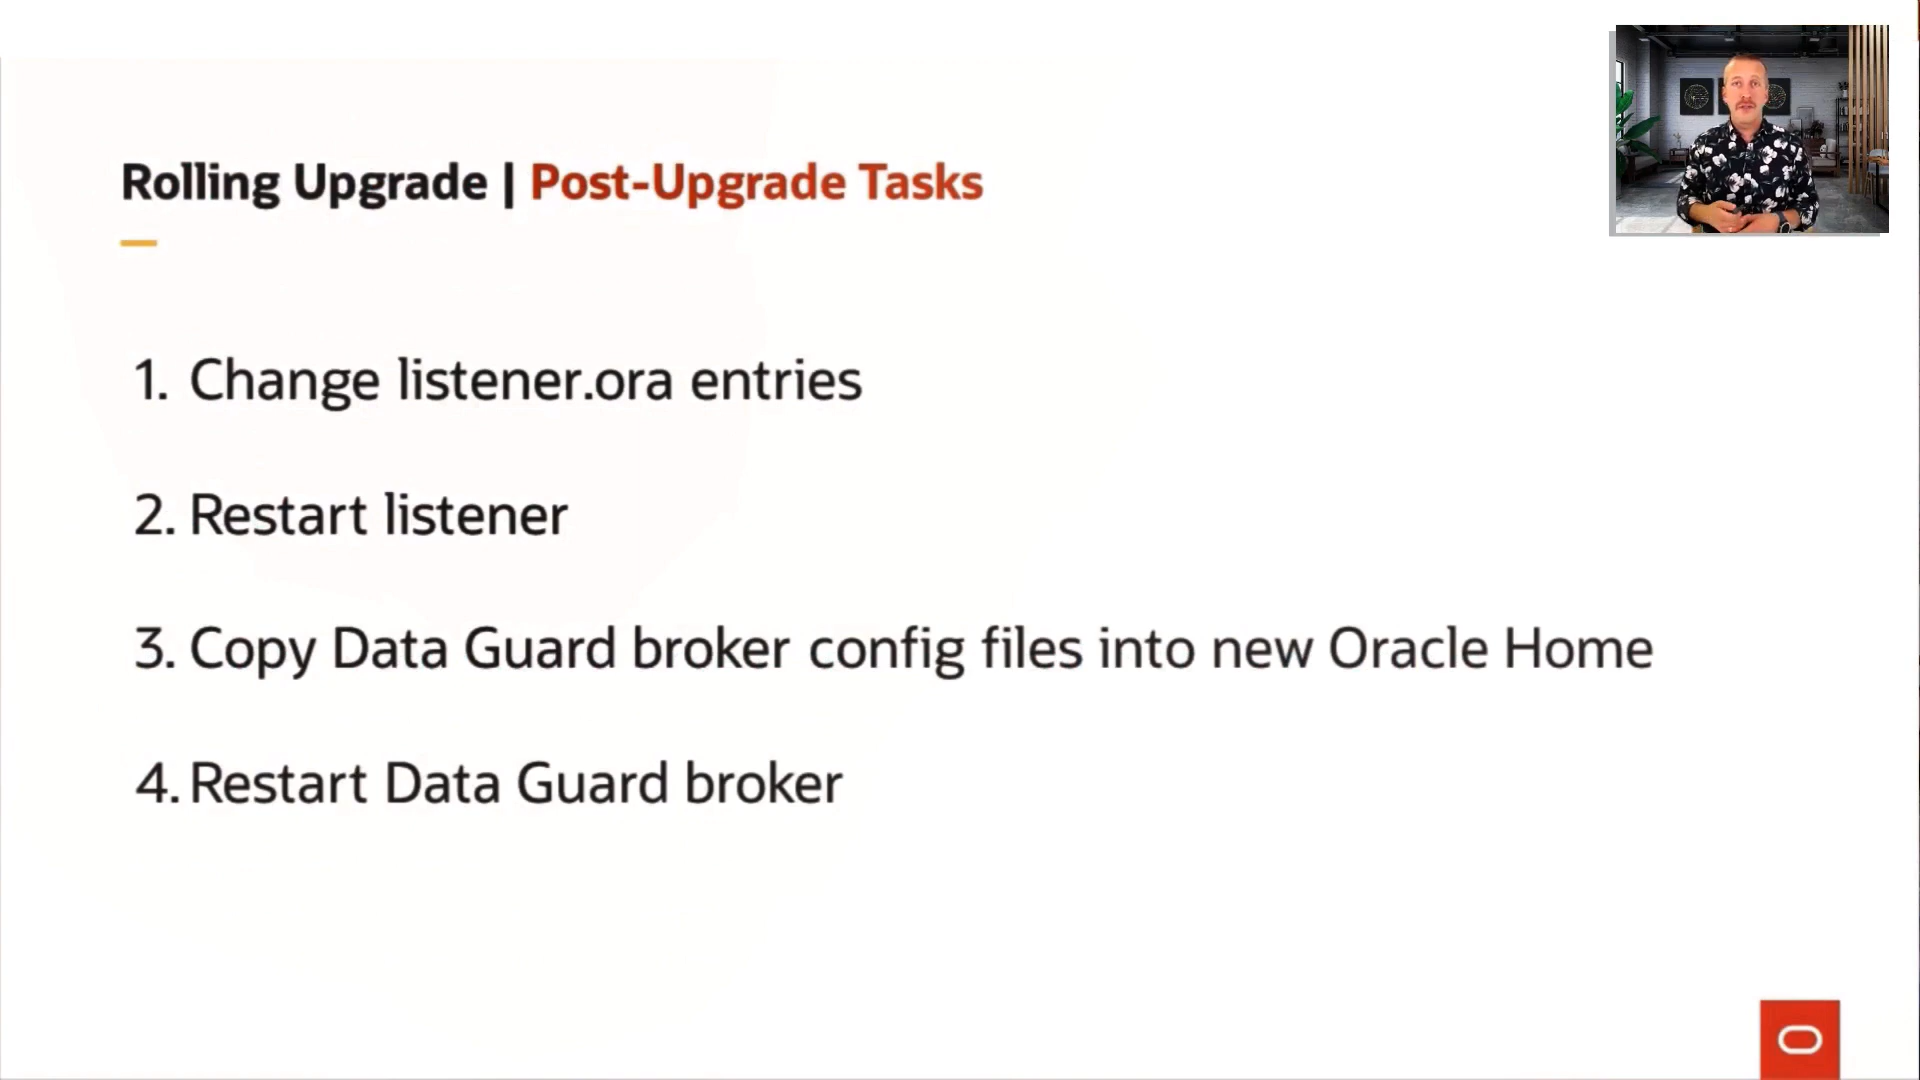 Rolling Upgrade | Post-Upgrade Tasks
1. Change listener.ora entries
2. Restart listener
3. Copy Data Guard broker config files into new Oracle Home
4. Restart Data Guard broker